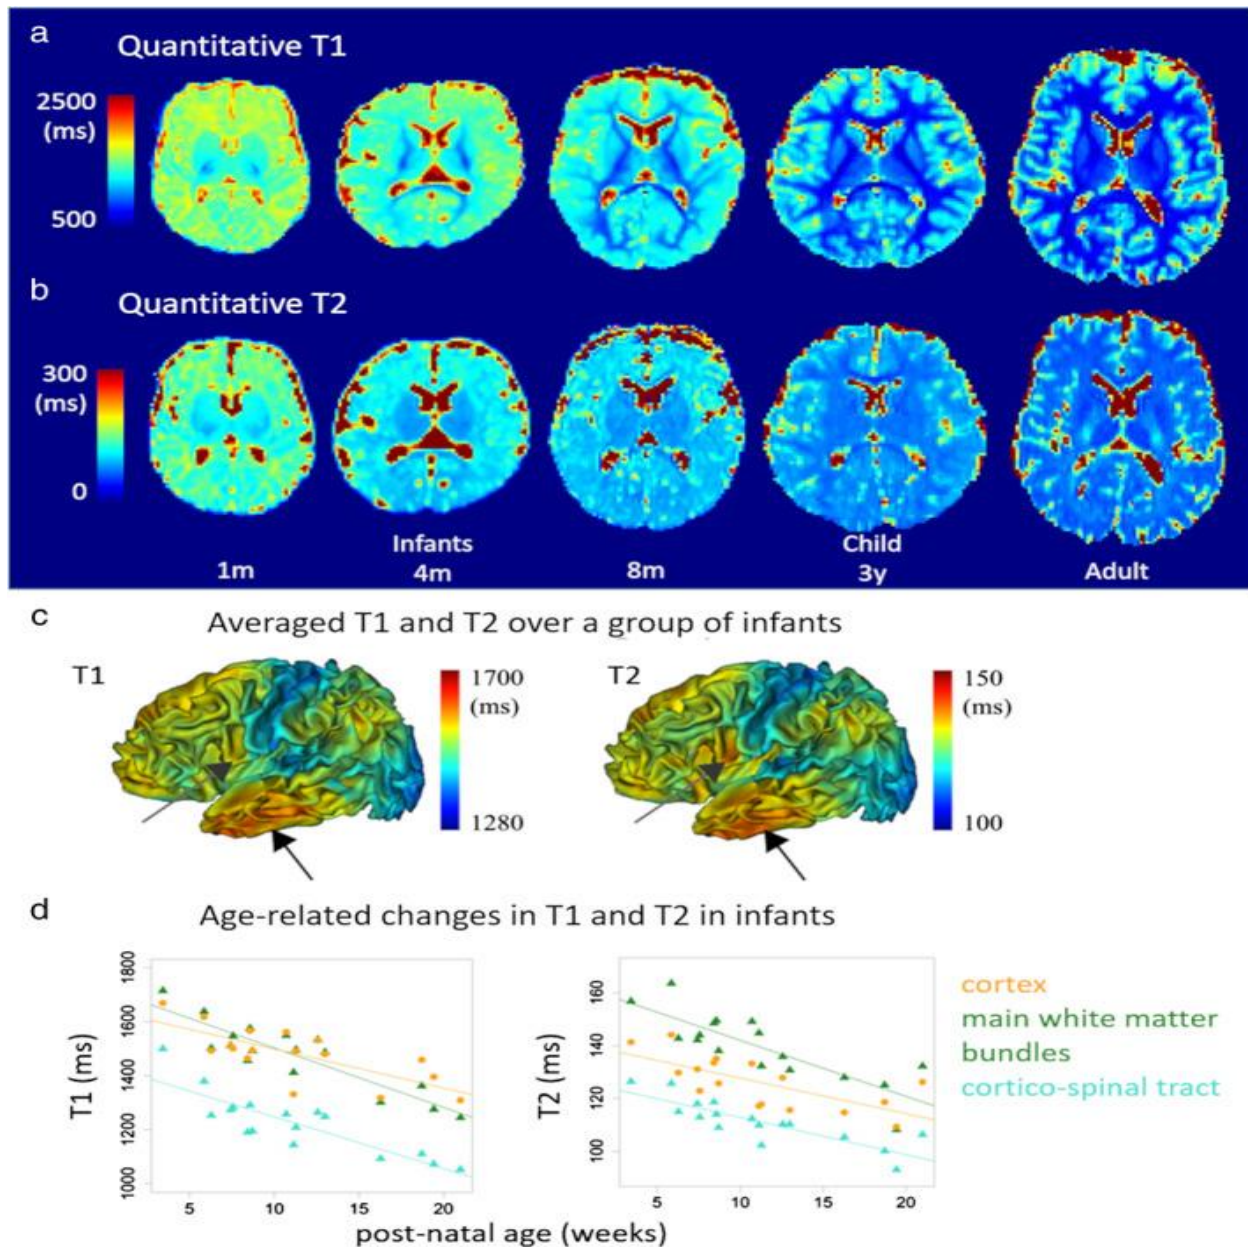 a
Quantitative T1
2500
(ms)
500
b
Quantitative T2
300
(ms)
0
Infants
Child
1m
4m
8m
3y
Adult
c
Averaged T1 and T2 over a group of infants
T1
1700
(ms)
1280
T2
150
(ms)
100
d
Age-related changes in T1 and T2 in infants
T1 (ms)
1800
1600
1400
1200
1000
5
10
15
20
T2 (ms)
160
140
120
100
5
10
15
20
post-natal age (weeks)
cortex
main white matter
bundles
cortico-spinal tract